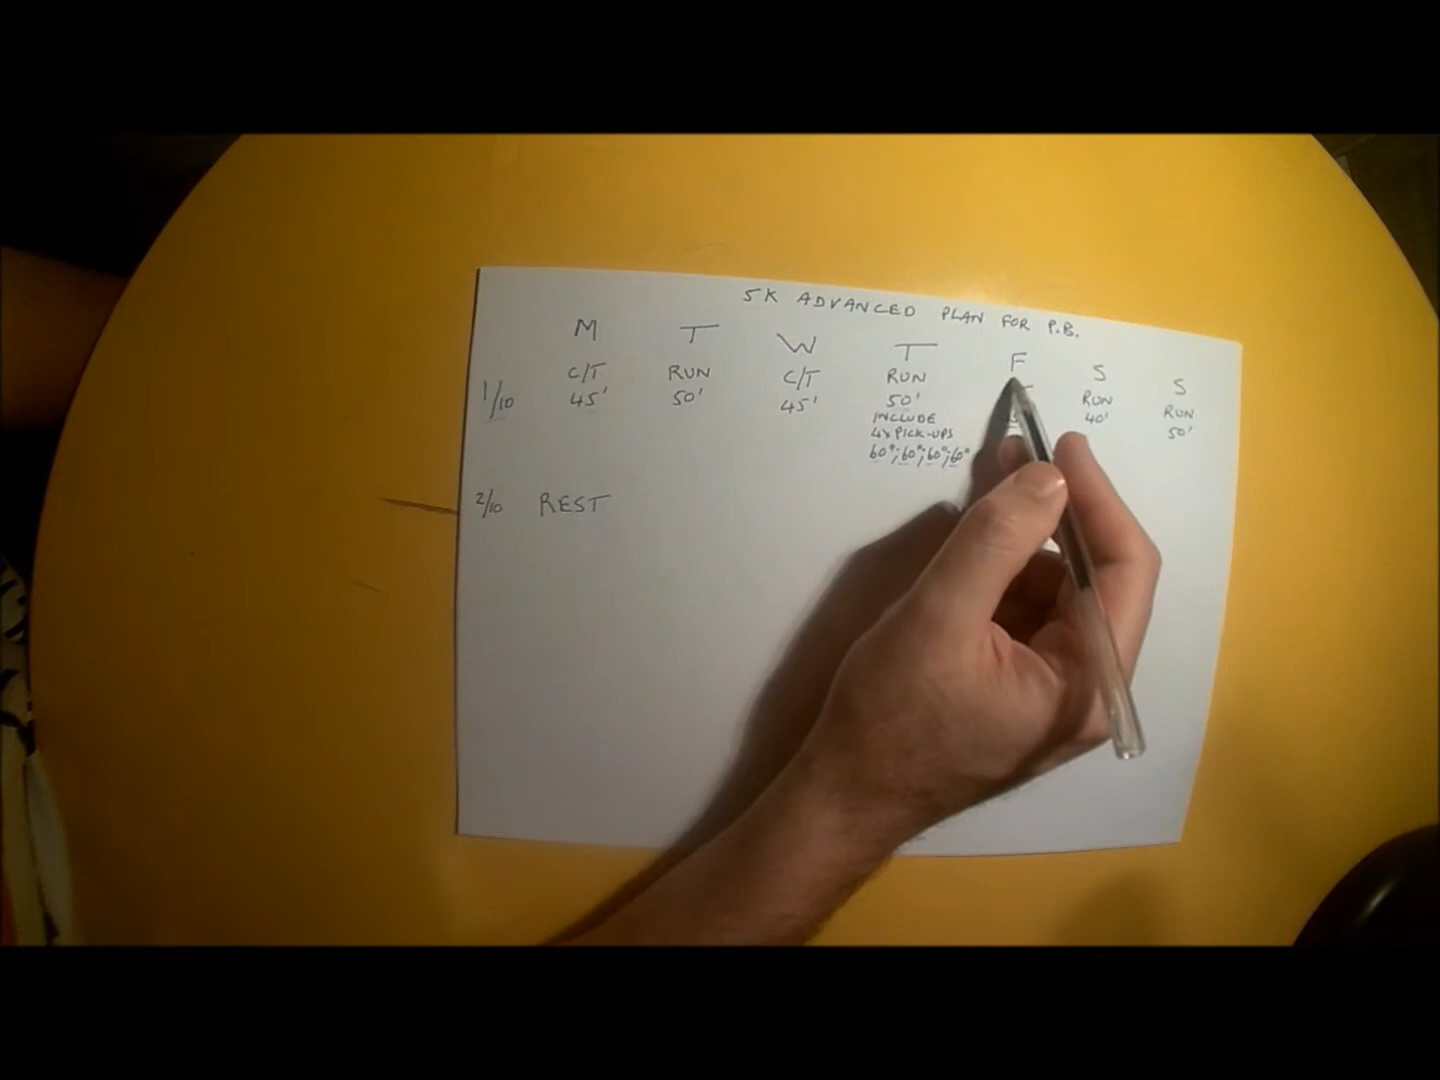 5K ADVANCED PLAN FOR P.B.
M T W T F S S
1/10 C/T RUN C/T RUN RUN RUN
45' 50' 45' 50' 40' 50'
INCLUDE
4x PICK-UPS
60"; 60"; 60"; 60"
2/10 REST